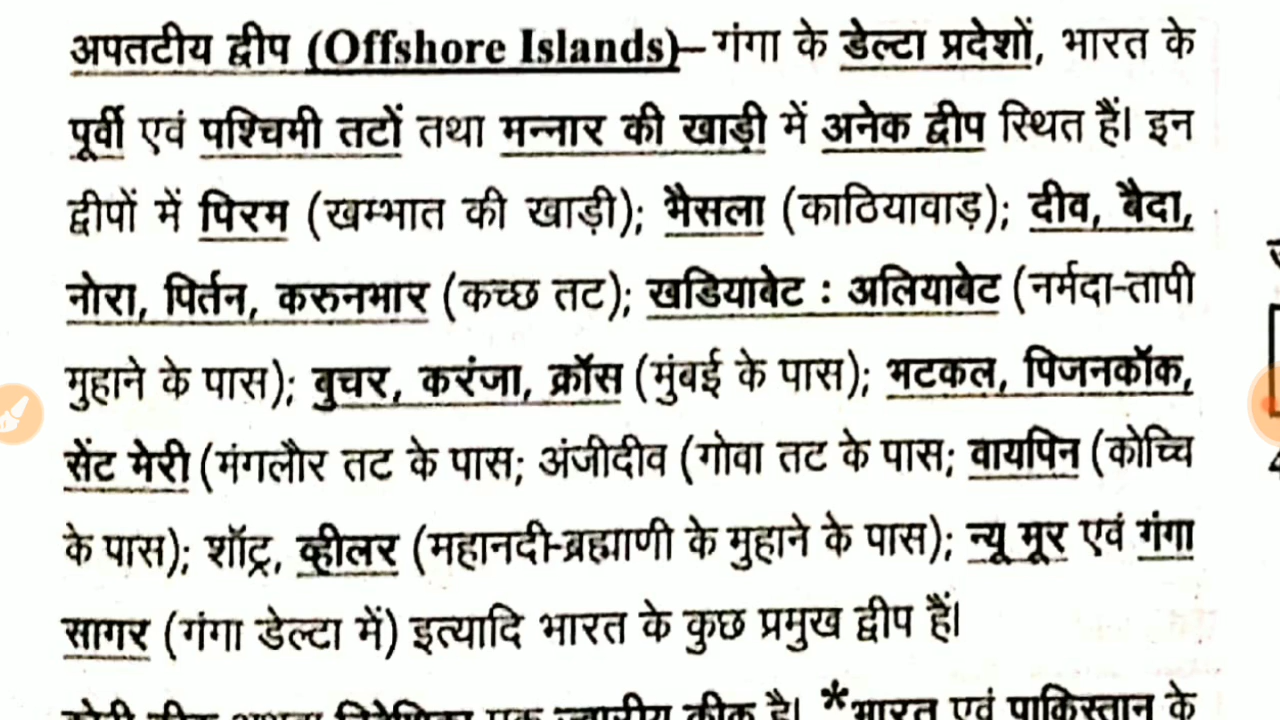 अपतटीय द्वीप (Offshore Islands)–गंगा के डेल्टा प्रदेशों, भारत के
पूर्वी एवं पश्चिमी तटों तथा मन्नार की खाड़ी में अनेक द्वीप स्थित हैं। इन
द्वीपों में पिरम (खम्भात की खाड़ी); भैसला (काठियावाड़); दीव, बैदा,
नोरा, पिर्तन, करुनभार (कच्छ तट); खडियाबेट : अलियाबेट (नर्मदा-तापी
मुहाने के पास); बुचर, करंजा, क्रॉस (मुंबई के पास); भटकल, पिजनकॉक,
सेंट मेरी (मंगलौर तट के पास; अंजीदीव (गोवा तट के पास; वायपिन (कोच्चि
के पास); शॉट्र, व्हीलर (महानदी-ब्रह्माणी के मुहाने के पास); न्यू मूर एवं गंगा
सागर (गंगा डेल्टा में) इत्यादि भारत के कुछ प्रमुख द्वीप हैं।
एक ज्वारीय क्रीक है। *भारत एवं पाकिस्तान के